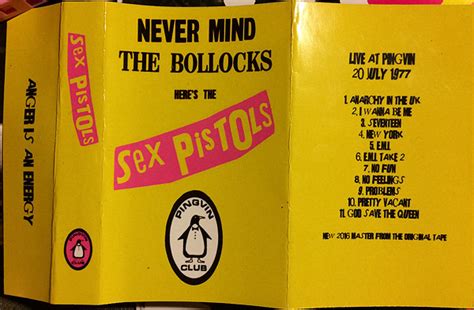 ANGER IS AN ENERGY
SEX PISTOLS
NEVER MIND
THE BOLLOCKS
HERE'S THE
SEX PISTOLS
PINGVIN
CLUB
LIVE AT PINGVIN
20 JULY 1977
1. ANARCHY IN THE UK
2. I WANNA BE ME
3. SEVENTEEN
4. NEW YORK
5. E.M.I.
6. E.M.I. TAKE 2
7. NO FUN
8. NO FEELINGS
9. PROBLEMS
10. PRETTY VACANT
11. GOD SAVE THE QUEEN
NEW 2016 MASTER FROM THE ORIGINAL TAPE